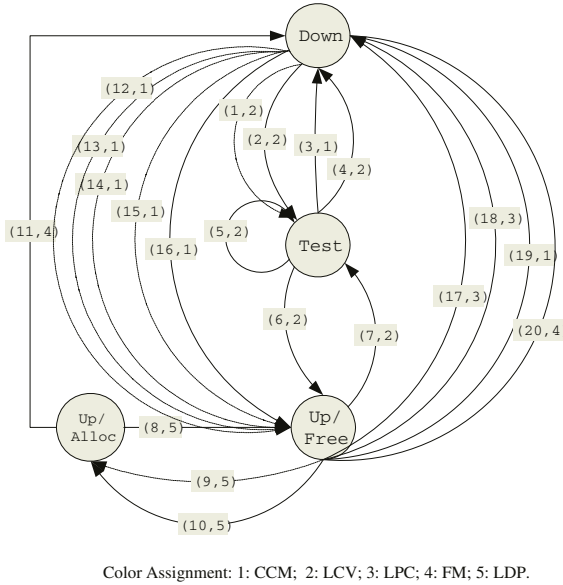 Down
(12,1)
(1,2)
(2,2)
(13,1)
(3,1)
(4,2)
(14,1)
(15,1)
(18,3)
(11,4)
(5,2)
(16,1)
Test
(19,1)
(17,3)
(6,2)
(7,2)
(20,4
Up/
Alloc
(8,5)
Up/
Free
(9,5)
(10,5)
Color Assignment: 1: CCM; 2: LCV; 3: LPC; 4: FM; 5: LDP.